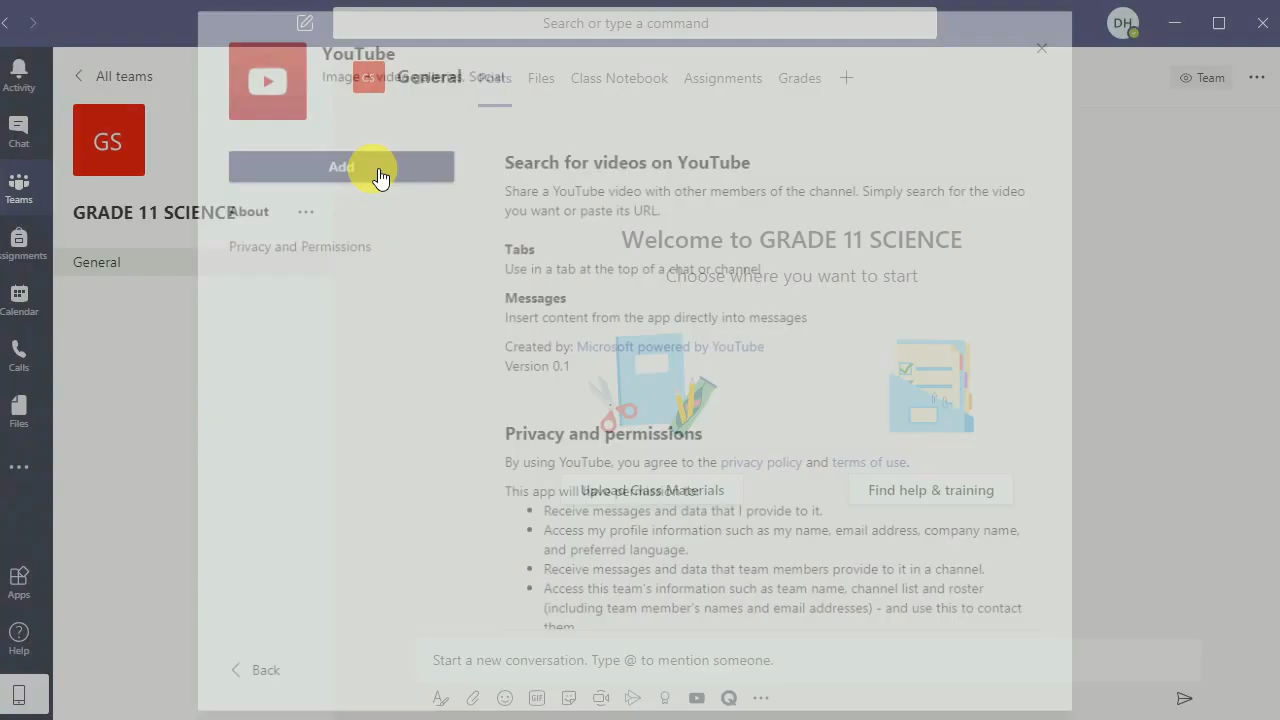 Search or type a command
DH
Activity
Chat
Teams
Assignments
Calendar
Calls
Files
Apps
Help
All teams
GS
GRADE 11 SCIENCE
General
GS
General
Posts
Files
Class Notebook
Assignments
Grades
Team
YouTube
Add
About
Privacy and Permissions
Search for videos on YouTube
Share a YouTube video with other members of the channel. Simply search for the video
you want or paste its URL.
Welcome to GRADE 11 SCIENCE
Tabs
Use in a tab at the top of a chat or channel
Choose where you want to start
Messages
Insert content from the app directly into messages
Created by: Microsoft powered by YouTube
Version 0.1
Privacy and permissions
By using YouTube, you agree to the privacy policy and terms of use.
This app will have permission to:
Upload Class Materials
Find help & training
Receive messages and data that I provide to it.
Access my profile information such as my name, email address, company name,
and preferred language.
Receive messages and data that team members provide to it in a channel.
Access this team's information such as team name, channel list and roster
(including team member's names and email addresses) - and use this to contact
them.
Back
Start a new conversation. Type @ to mention someone.
GIF